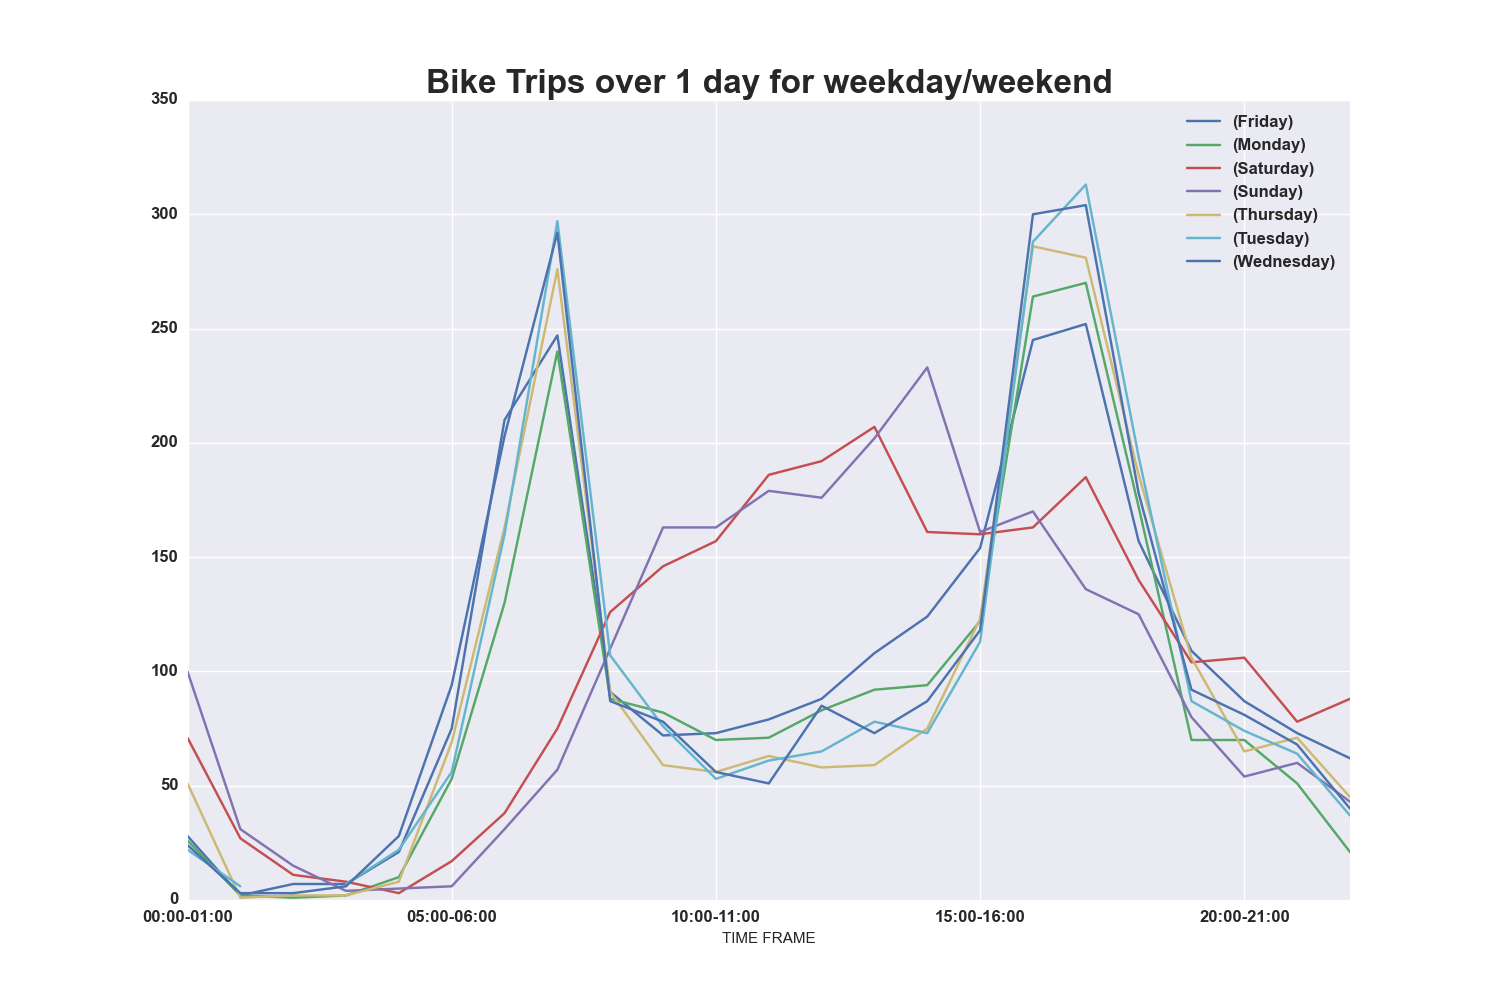 Bike Trips over 1 day for weekday/weekend
350
300
250
200
150
100
50
0
(Friday)
(Monday)
(Saturday)
(Sunday)
(Thursday)
(Tuesday)
(Wednesday)
00:00-01:00 05:00-06:00 10:00-11:00 15:00-16:00 20:00-21:00
TIME FRAME